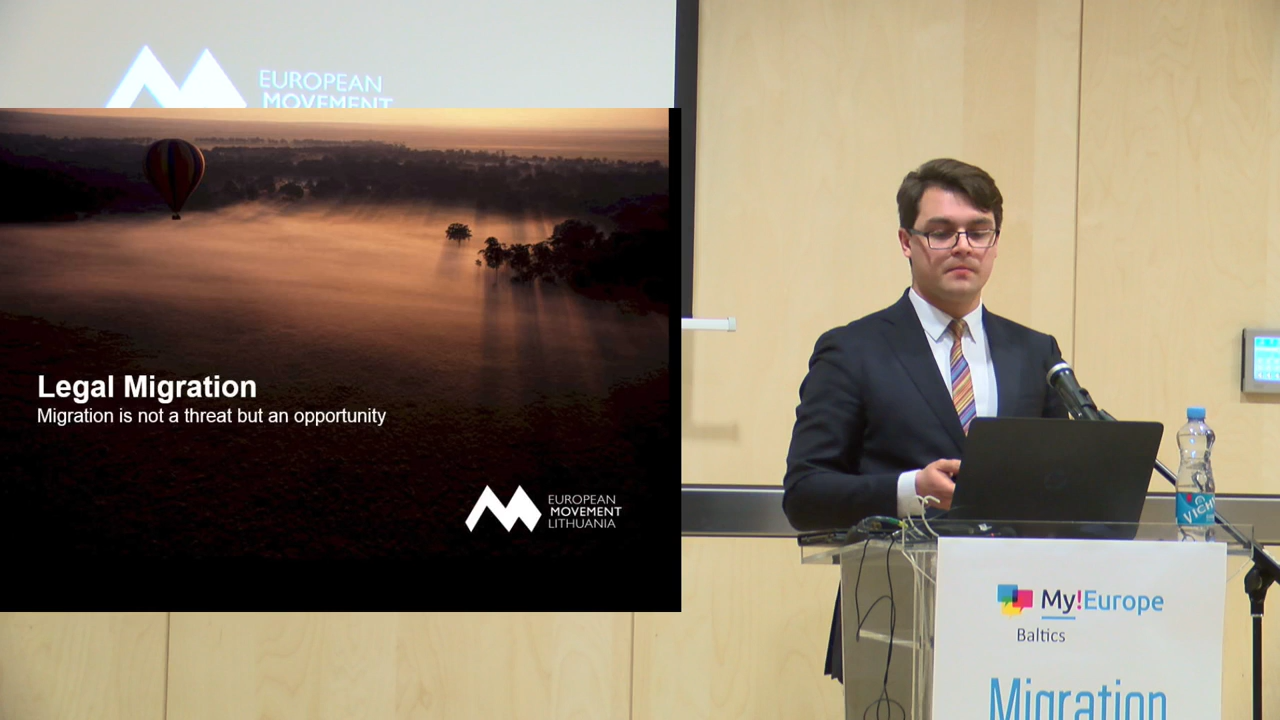 EUROPEAN
MOVEMENT
Legal Migration
Migration is not a threat but an opportunity
EUROPEAN
MOVEMENT
LITHUANIA
VICHY
My!Europe
Baltics
Migration